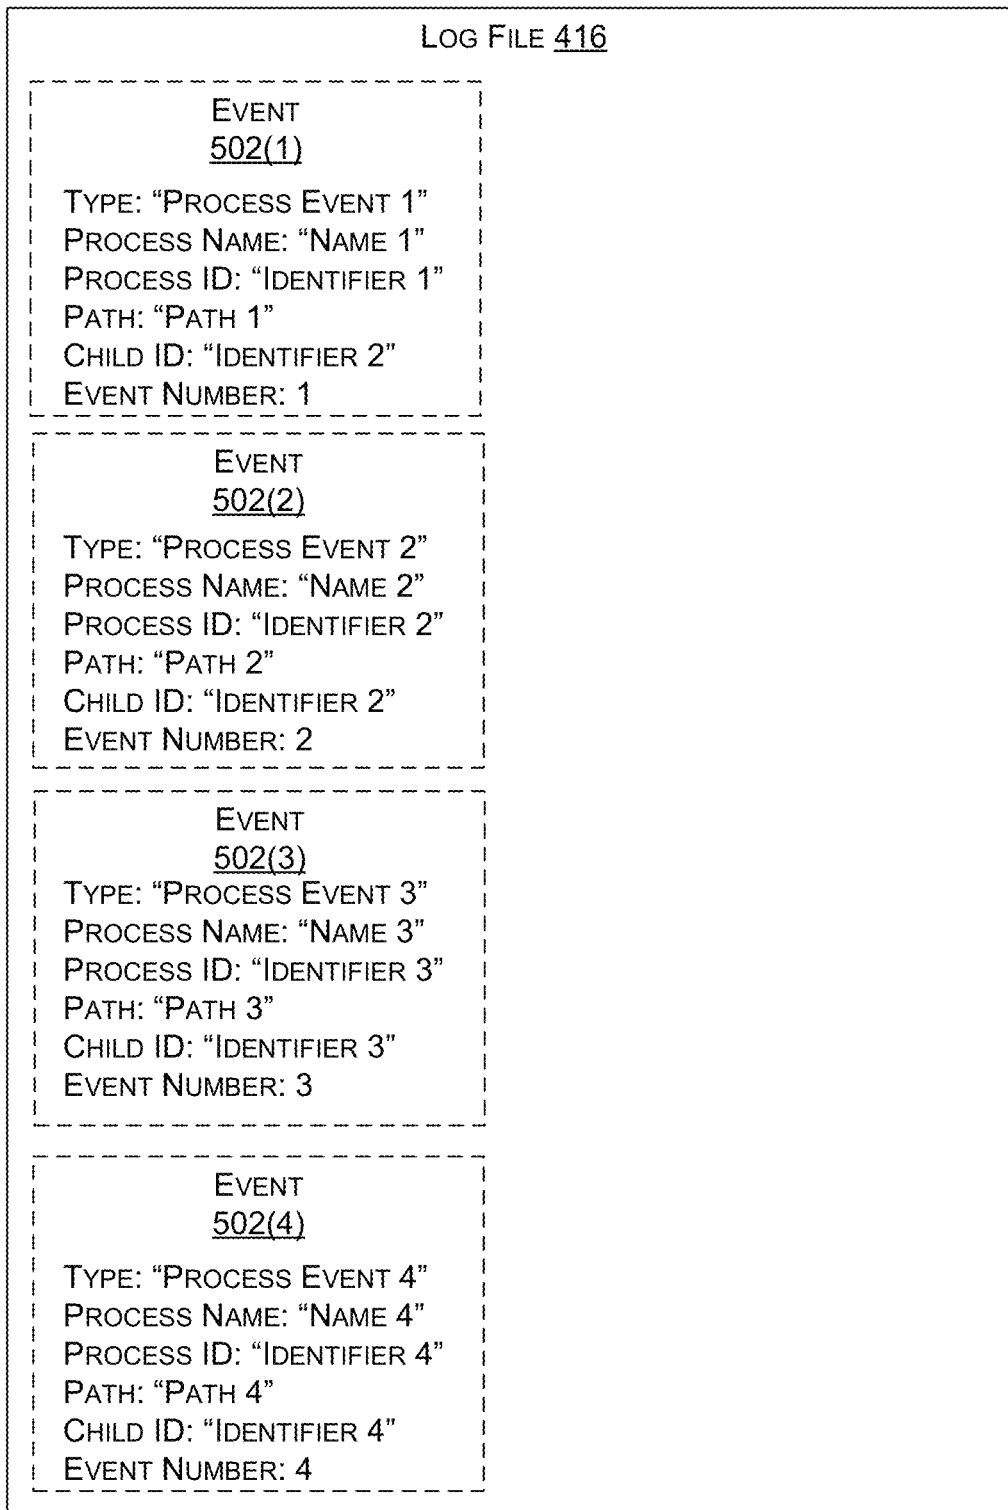 LOG FILE 416
EVENT
502(1)
TYPE: “PROCESS EVENT 1”
PROCESS NAME: “NAME 1”
PROCESS ID: “IDENTIFIER 1”
PATH: “PATH 1”
CHILD ID: “IDENTIFIER 2”
EVENT NUMBER: 1
EVENT
502(2)
TYPE: “PROCESS EVENT 2”
PROCESS NAME: “NAME 2”
PROCESS ID: “IDENTIFIER 2”
PATH: “PATH 2”
CHILD ID: “IDENTIFIER 2”
EVENT NUMBER: 2
EVENT
502(3)
TYPE: “PROCESS EVENT 3”
PROCESS NAME: “NAME 3”
PROCESS ID: “IDENTIFIER 3”
PATH: “PATH 3”
CHILD ID: “IDENTIFIER 3”
EVENT NUMBER: 3
EVENT
502(4)
TYPE: “PROCESS EVENT 4”
PROCESS NAME: “NAME 4”
PROCESS ID: “IDENTIFIER 4”
PATH: “PATH 4”
CHILD ID: “IDENTIFIER 4”
EVENT NUMBER: 4